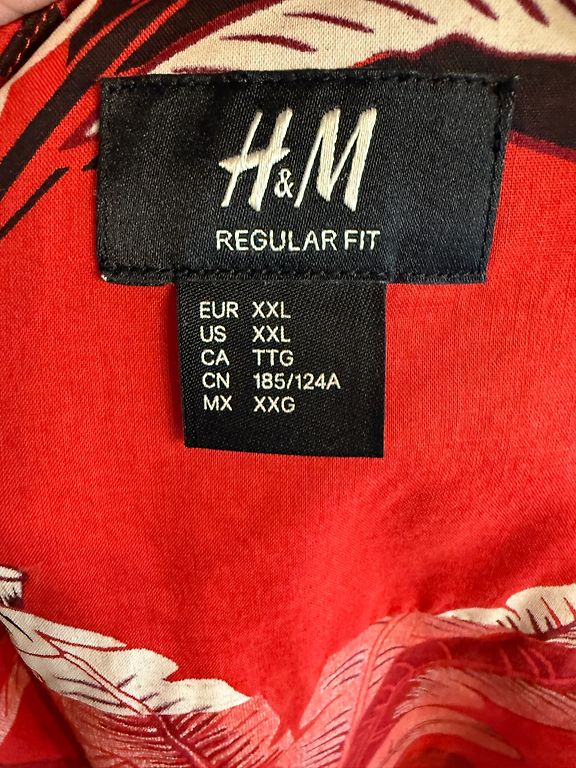 H&M
REGULAR FIT
EUR XXL
US XXL
CA TTG
CN 185/124A
MX XXG